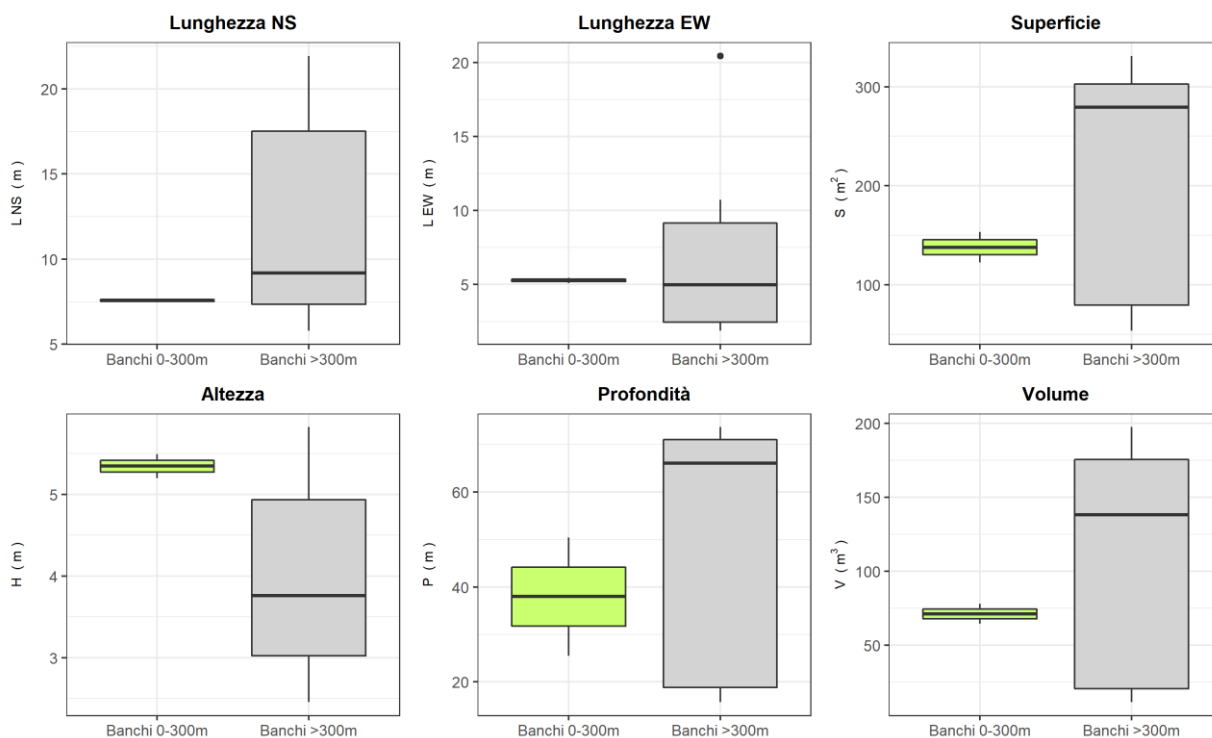 Lunghezza NS
L NS ( m )
20
15
10
5
Banchi 0-300m Banchi >300m
Lunghezza EW
L EW ( m )
20
15
10
5
Banchi 0-300m Banchi >300m
Superficie
S ( m² )
300
200
100
Banchi 0-300m Banchi >300m
Altezza
H ( m )
5
4
3
Banchi 0-300m Banchi >300m
Profondità
P ( m )
60
40
20
Banchi 0-300m Banchi >300m
Volume
V ( m³ )
200
150
100
50
Banchi 0-300m Banchi >300m